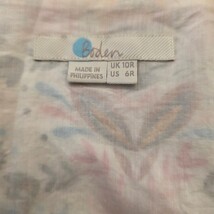 Boden
MADE IN PHILIPPINES
UK 10R
US 6R